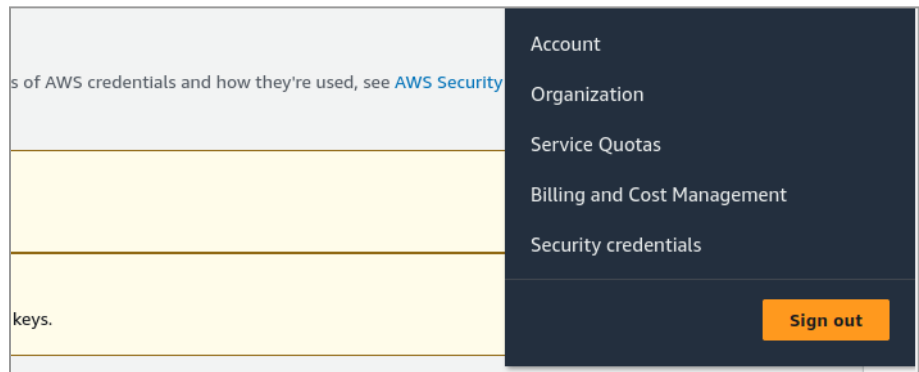 Account
s of AWS credentials and how they're used, see AWS Security
Organization
Service Quotas
Billing and Cost Management
Security credentials
keys.
Sign out